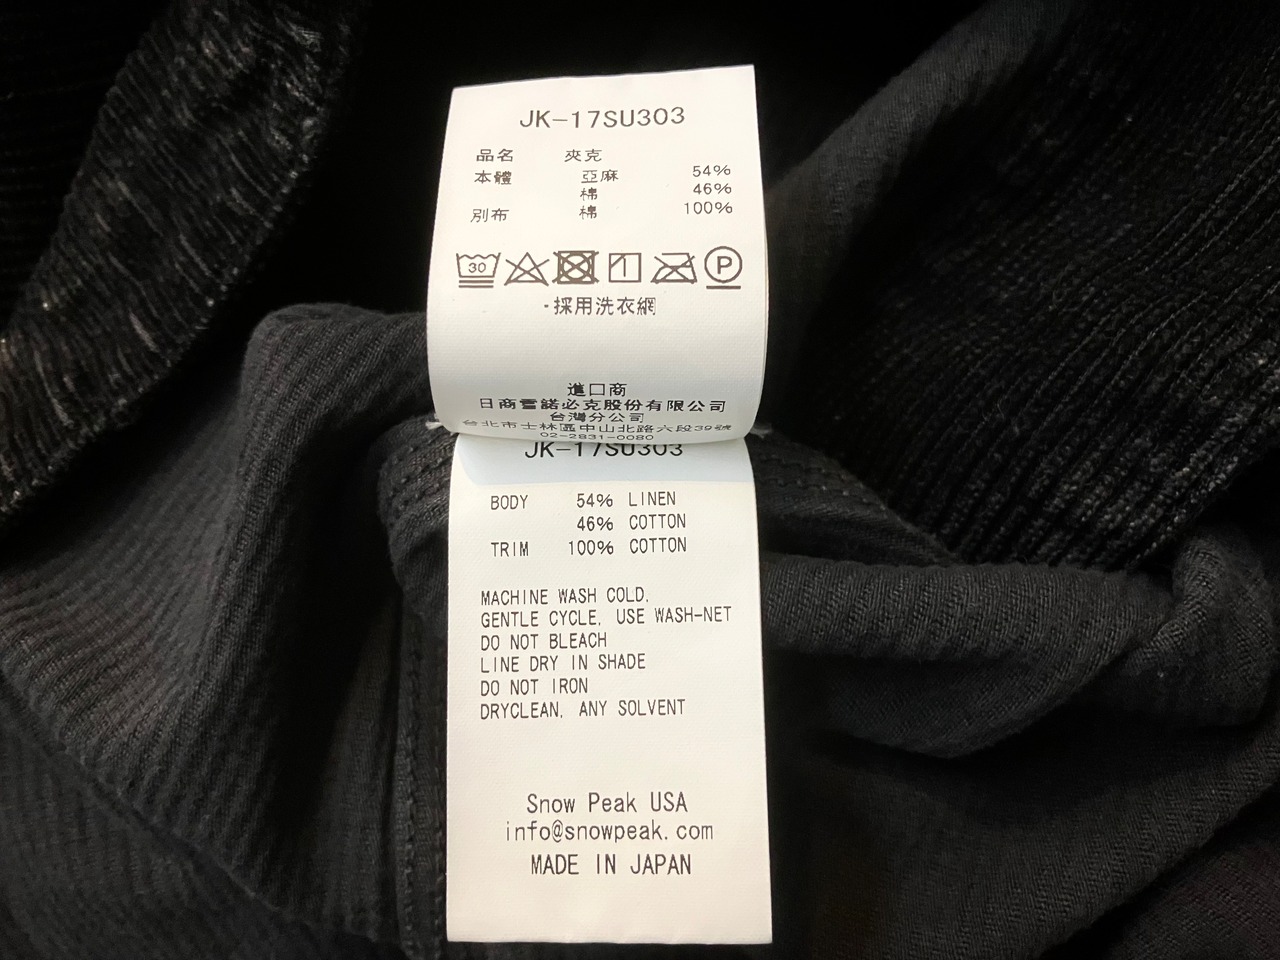 JK-17SU303
品名 夾克
本體 亞麻 54%
棉 46%
別布 棉 100%
30 P
·採用洗衣網
進口商
日商雪諾必克股份有限公司
台灣分公司
台北市士林區中山北路六段39號
02-2831-0080
JK-17SU303
BODY 54% LINEN
46% COTTON
TRIM 100% COTTON
MACHINE WASH COLD.
GENTLE CYCLE, USE WASH-NET
DO NOT BLEACH
LINE DRY IN SHADE
DO NOT IRON
DRYCLEAN, ANY SOLVENT
Snow Peak USA
info@snowpeak.com
MADE IN JAPAN